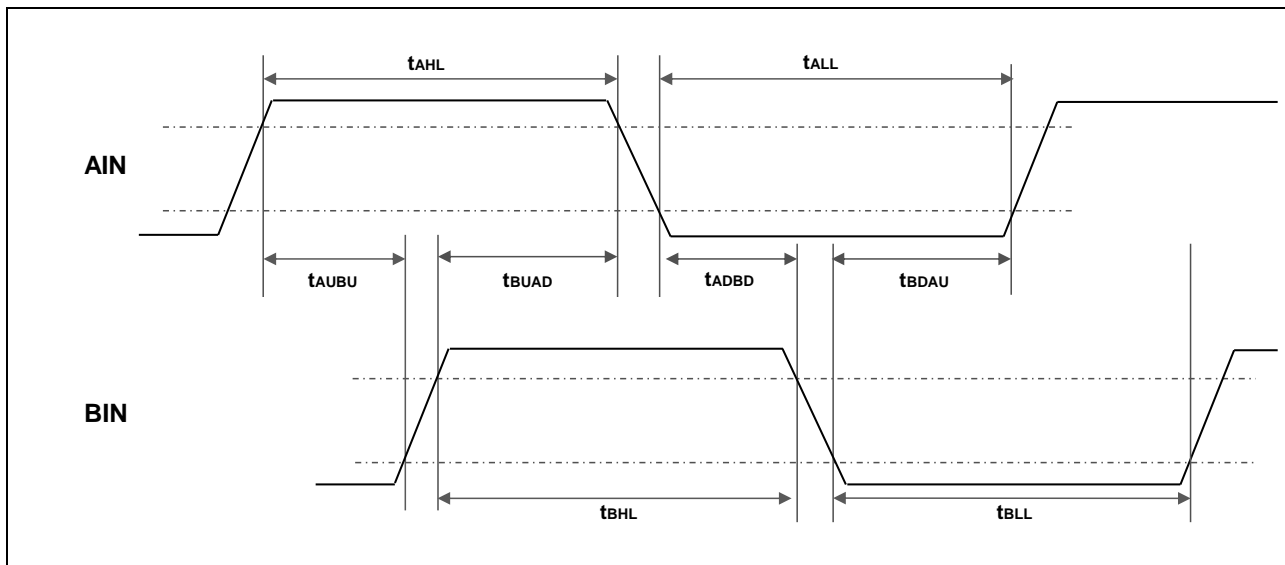 tAHL
tALL
AIN
tAUBU
tBUAD
tADBD
tBDAU
BIN
tBHL
tBLL